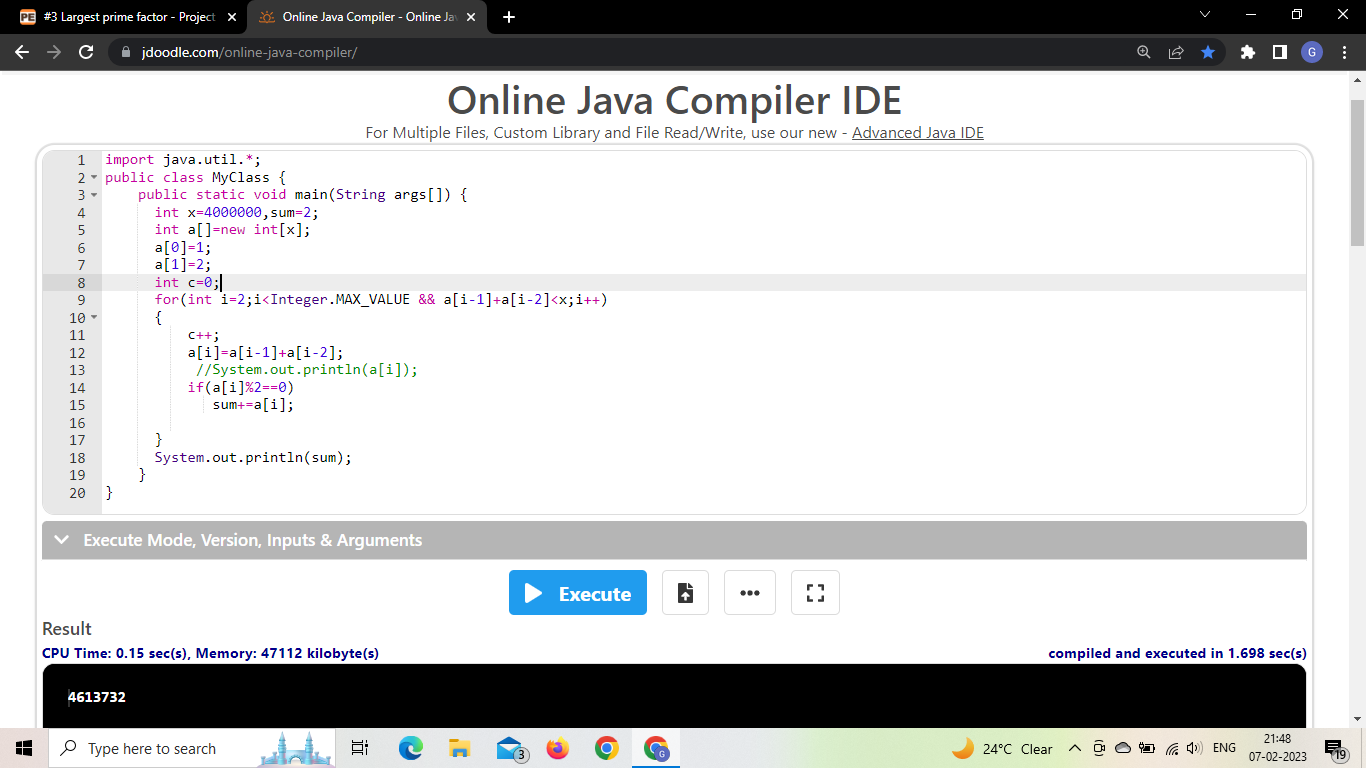 #3 Largest prime factor - Project
Online Java Compiler - Online Jav
jdoodle.com/online-java-compiler/
G
Online Java Compiler IDE
For Multiple Files, Custom Library and File Read/Write, use our new - Advanced Java IDE
1 import java.util.*;
2 public class MyClass {
3 public static void main(String args[]) {
4 int x=4000000,sum=2;
5 int a[]=new int[x];
6 a[0]=1;
7 a[1]=2;
8 int c=0;
9 for(int i=2;i<Integer.MAX_VALUE && a[i-1]+a[i-2]<x;i++)
10 {
11 c++;
12 a[i]=a[i-1]+a[i-2];
13 //System.out.println(a[i]);
14 if(a[i]%2==0)
15 sum+=a[i];
16
17 }
18 System.out.println(sum);
19 }
20 }
Execute Mode, Version, Inputs & Arguments
Execute
Result
CPU Time: 0.15 sec(s), Memory: 47112 kilobyte(s)
compiled and executed in 1.698 sec(s)
4613732
Type here to search
3
G
24°C Clear
ENG
21:48
07-02-2023
19